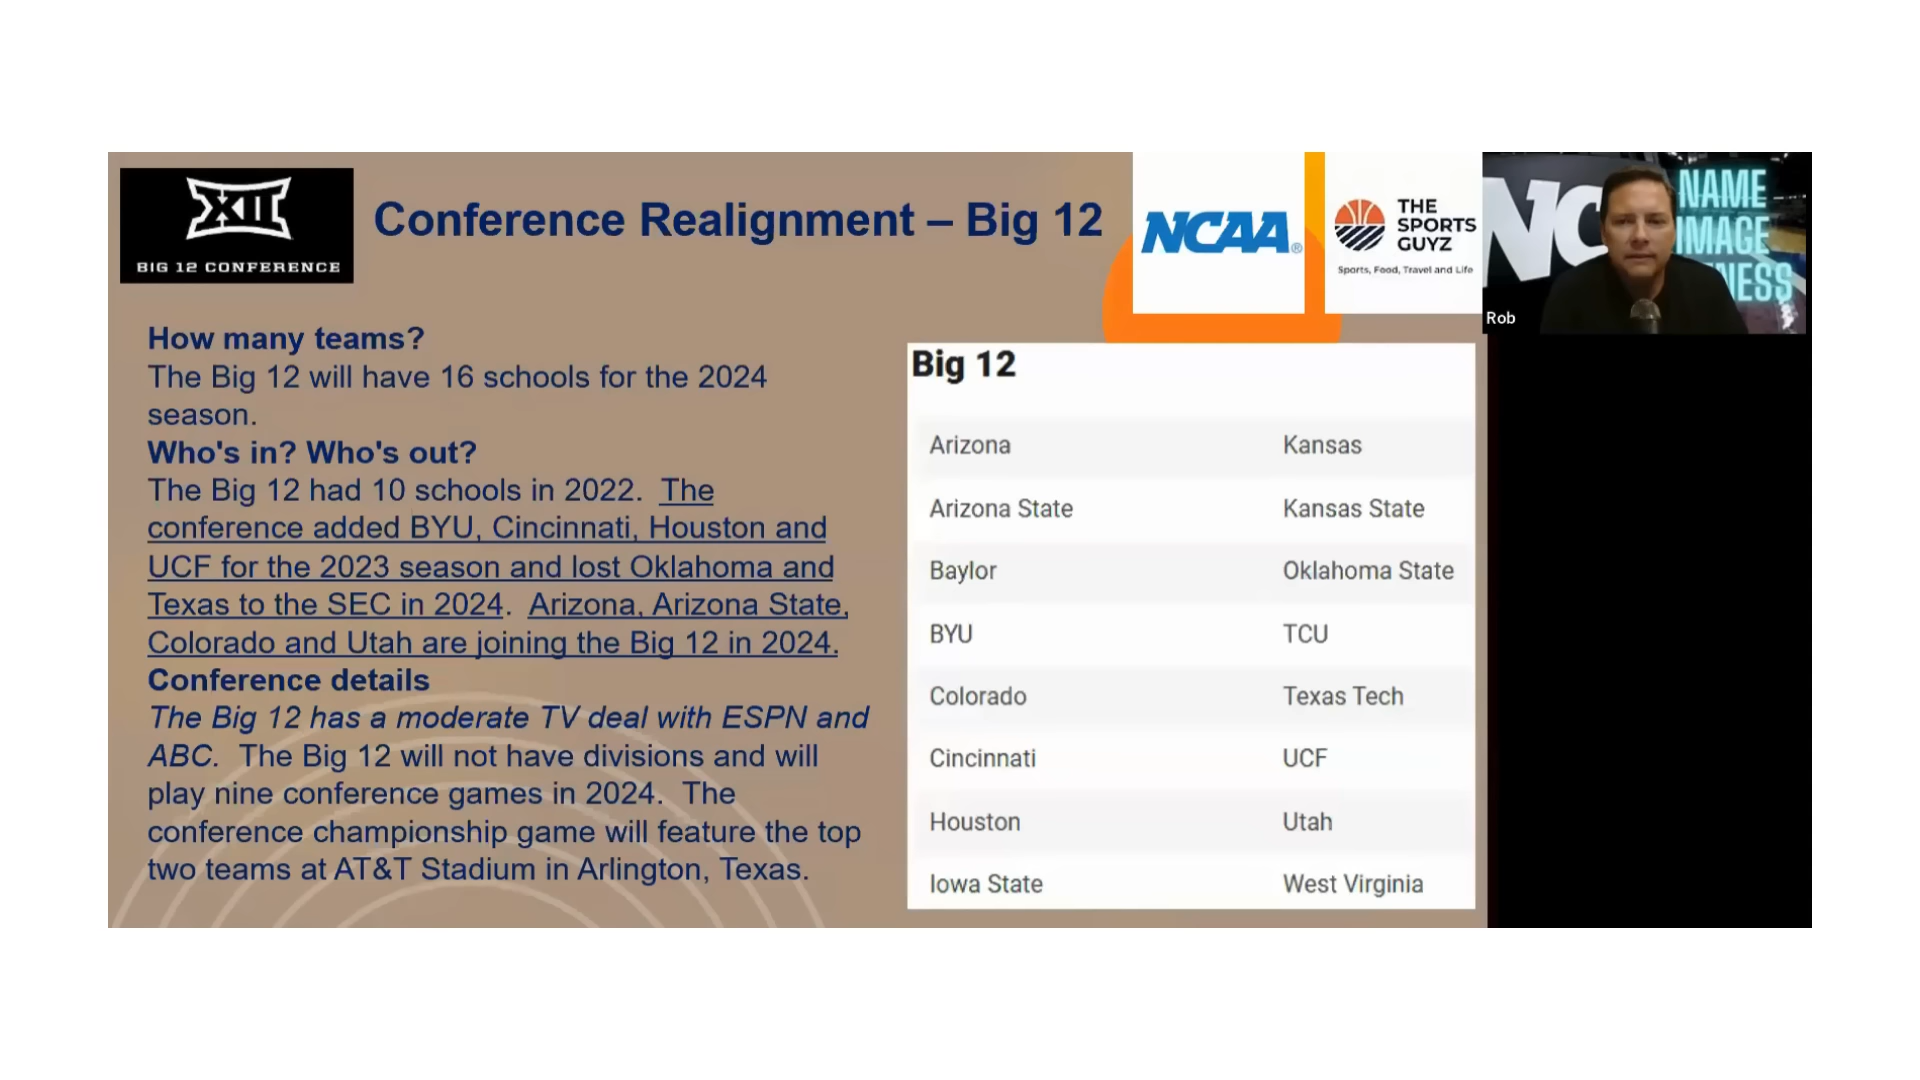 XII
BIG 12 CONFERENCE
Conference Realignment – Big 12
NCAA®
THE
SPORTS
GUYZ
Sports, Food, Travel and Life
NC
NAME
IMAGE
NESS
Rob
How many teams?
The Big 12 will have 16 schools for the 2024
season.
Who's in? Who's out?
The Big 12 had 10 schools in 2022. The
conference added BYU, Cincinnati, Houston and
UCF for the 2023 season and lost Oklahoma and
Texas to the SEC in 2024. Arizona, Arizona State,
Colorado and Utah are joining the Big 12 in 2024.
Conference details
The Big 12 has a moderate TV deal with ESPN and
ABC. The Big 12 will not have divisions and will
play nine conference games in 2024. The
conference championship game will feature the top
two teams at AT&T Stadium in Arlington, Texas.
Big 12
Arizona Kansas
Arizona State Kansas State
Baylor Oklahoma State
BYU TCU
Colorado Texas Tech
Cincinnati UCF
Houston Utah
Iowa State West Virginia